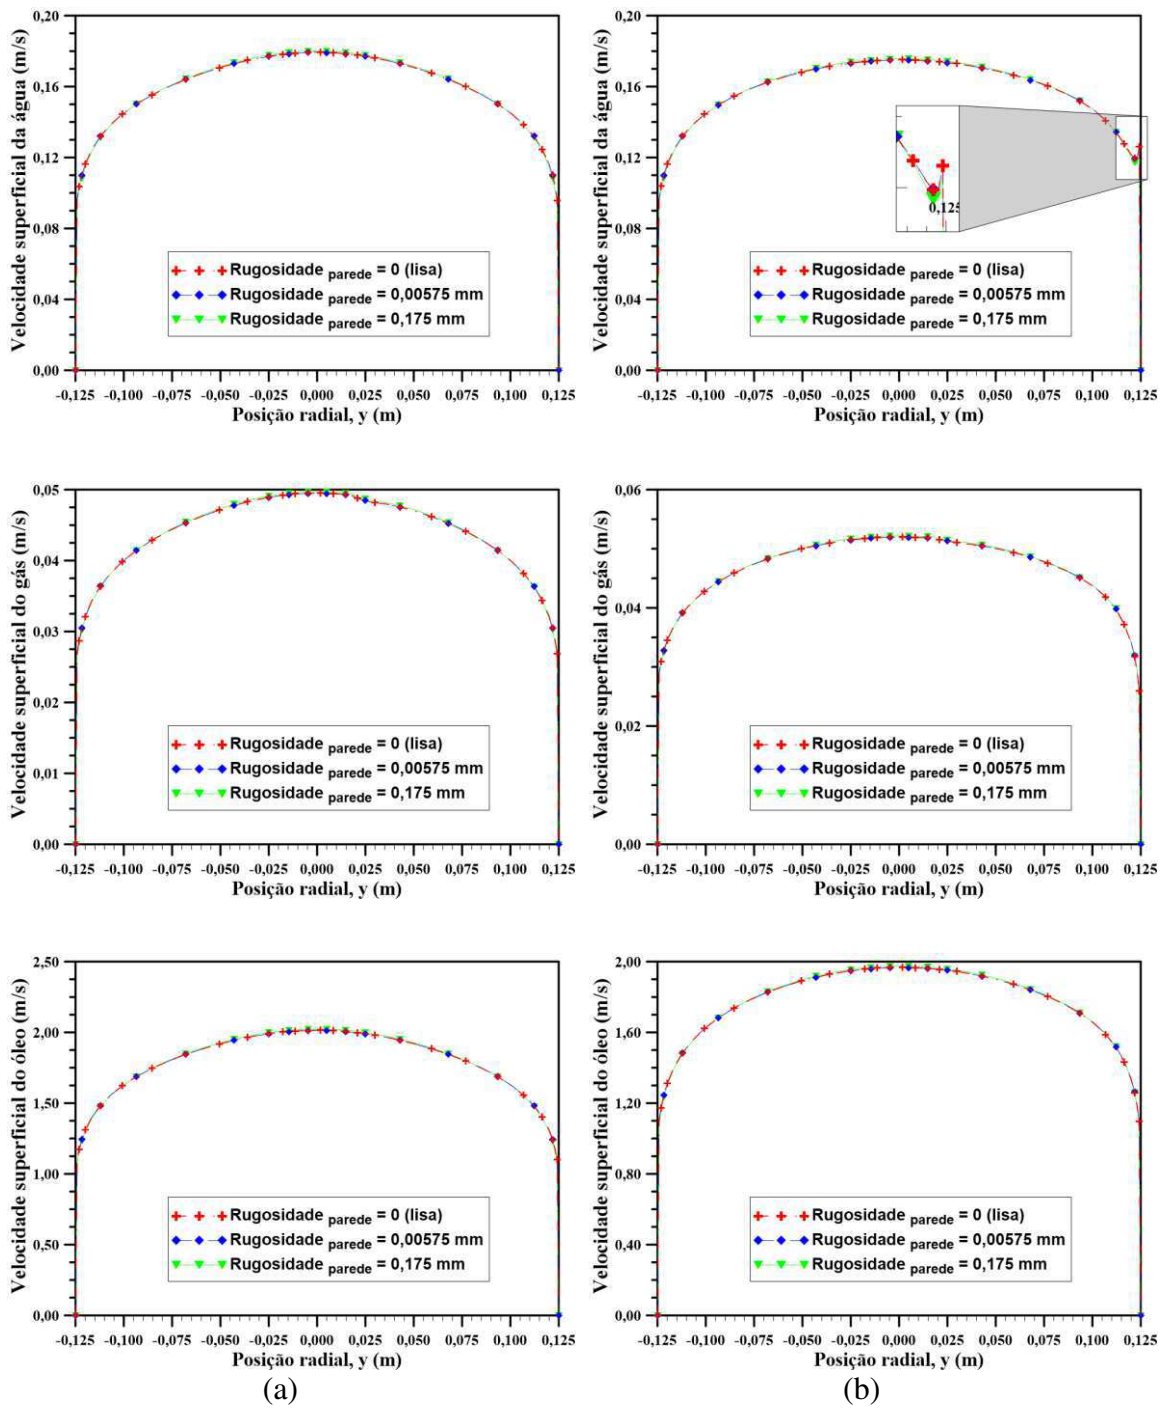 Velocidade superficial da água (m/s)
0,20
0,16
0,12
0,08
0,04
0,00
Rugosidade parede = 0 (lisa)
Rugosidade parede = 0,00575 mm
Rugosidade parede = 0,175 mm
-0,125 -0,100 -0,075 -0,050 -0,025 0,000 0,025 0,050 0,075 0,100 0,125
Posição radial, y (m)
Velocidade superficial da água (m/s)
0,20
0,16
0,12
0,08
0,04
0,00
0,125
Rugosidade parede = 0 (lisa)
Rugosidade parede = 0,00575 mm
Rugosidade parede = 0,175 mm
-0,125 -0,100 -0,075 -0,050 -0,025 0,000 0,025 0,050 0,075 0,100 0,125
Posição radial, y (m)
Velocidade superficial do gás (m/s)
0,05
0,04
0,03
0,02
0,01
0,00
Rugosidade parede = 0 (lisa)
Rugosidade parede = 0,00575 mm
Rugosidade parede = 0,175 mm
-0,125 -0,100 -0,075 -0,050 -0,025 0,000 0,025 0,050 0,075 0,100 0,125
Posição radial, y (m)
Velocidade superficial do gás (m/s)
0,06
0,04
0,02
0,00
Rugosidade parede = 0 (lisa)
Rugosidade parede = 0,00575 mm
Rugosidade parede = 0,175 mm
-0,125 -0,100 -0,075 -0,050 -0,025 0,000 0,025 0,050 0,075 0,100 0,125
Posição radial, y (m)
Velocidade superficial do óleo (m/s)
2,50
2,00
1,50
1,00
0,50
0,00
Rugosidade parede = 0 (lisa)
Rugosidade parede = 0,00575 mm
Rugosidade parede = 0,175 mm
-0,125 -0,100 -0,075 -0,050 -0,025 0,000 0,025 0,050 0,075 0,100 0,125
Posição radial, y (m)
Velocidade superficial do óleo (m/s)
2,00
1,60
1,20
0,80
0,40
0,00
Rugosidade parede = 0 (lisa)
Rugosidade parede = 0,00575 mm
Rugosidade parede = 0,175 mm
-0,125 -0,100 -0,075 -0,050 -0,025 0,000 0,025 0,050 0,075 0,100 0,125
Posição radial, y (m)
(a)
(b)